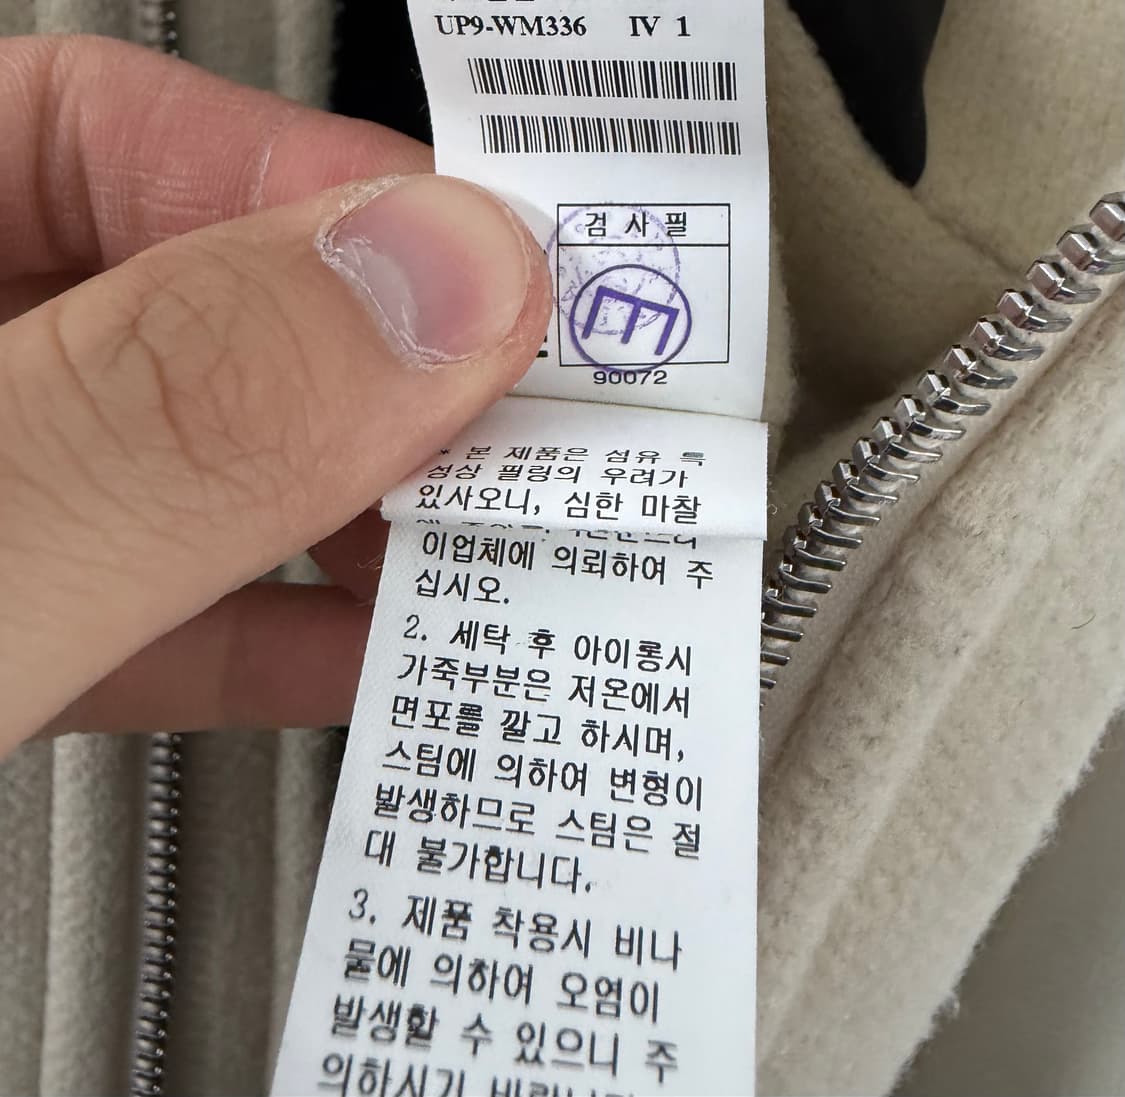 UP9-WM336 IV 1
검사필
E
90072
* 본 제품은 섬유 특
성상 필링의 우려가
있사오니, 심한 마찰
이업체에 의뢰하여 주
십시오.
2. 세탁 후 아이롱시
가죽부분은 저온에서
면포를 깔고 하시며,
스팀에 의하여 변형이
발생하므로 스팀은 절
대 불가합니다.
3. 제품 착용시 비나
물에 의하여 오염이
발생할 수 있으니 주
의하시기